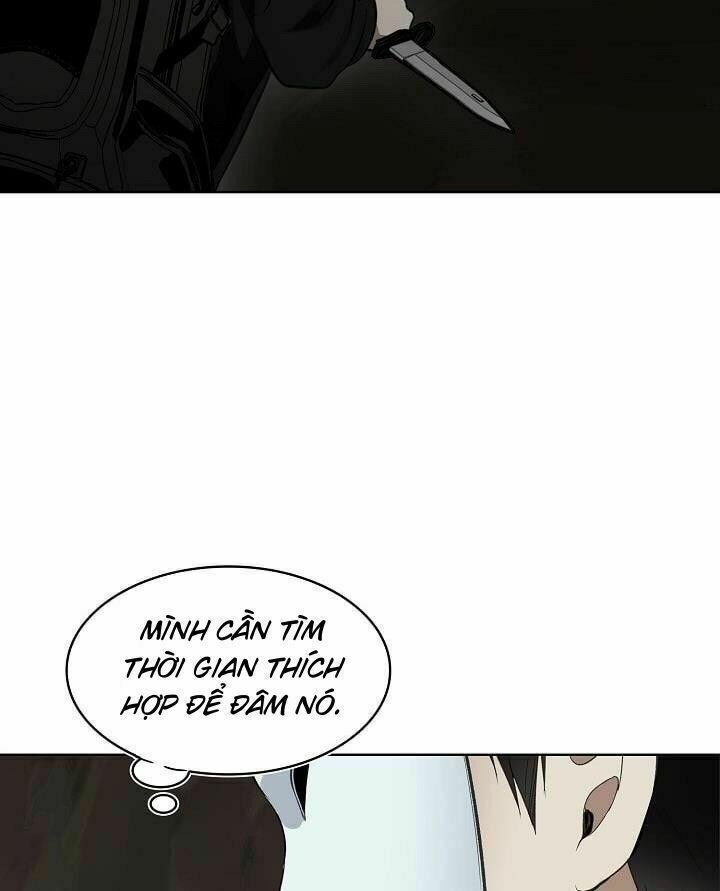 MÌNH CẦN TÌM
THỜI GIAN THÍCH
HỢP ĐỂ ĐÂM NÓ.